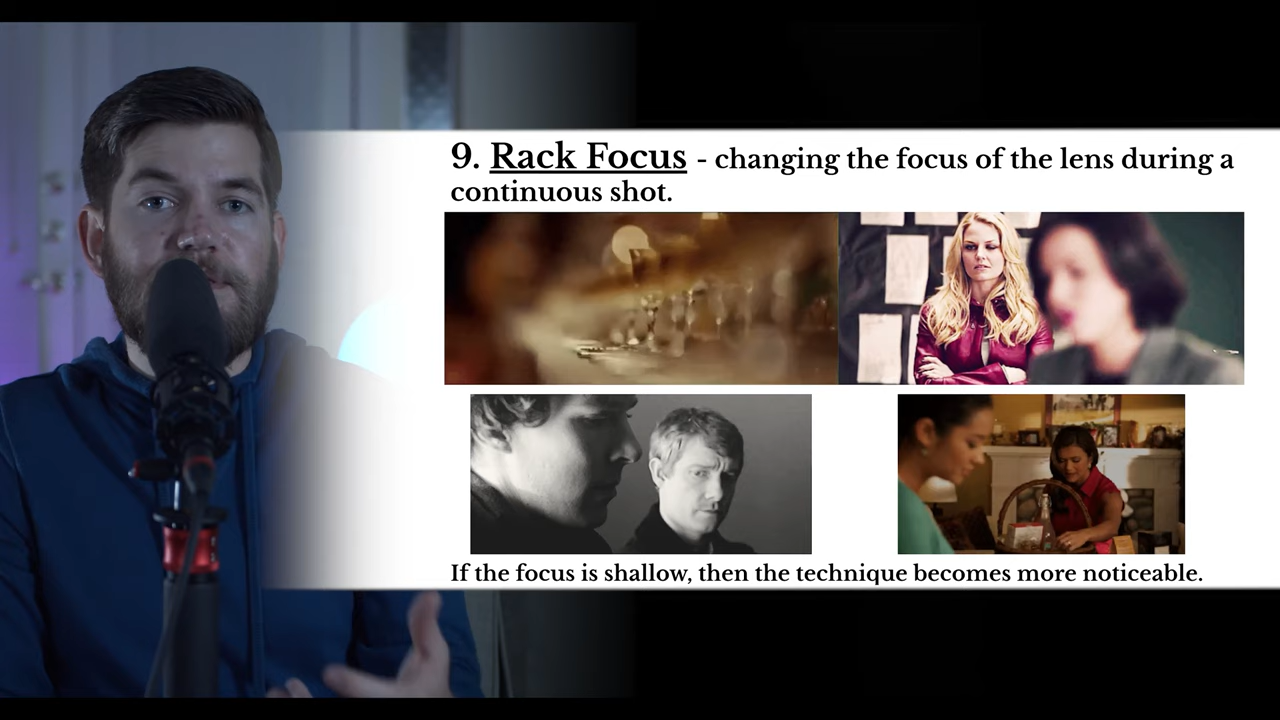 9. Rack Focus - changing the focus of the lens during a
continuous shot.
If the focus is shallow, then the technique becomes more noticeable.